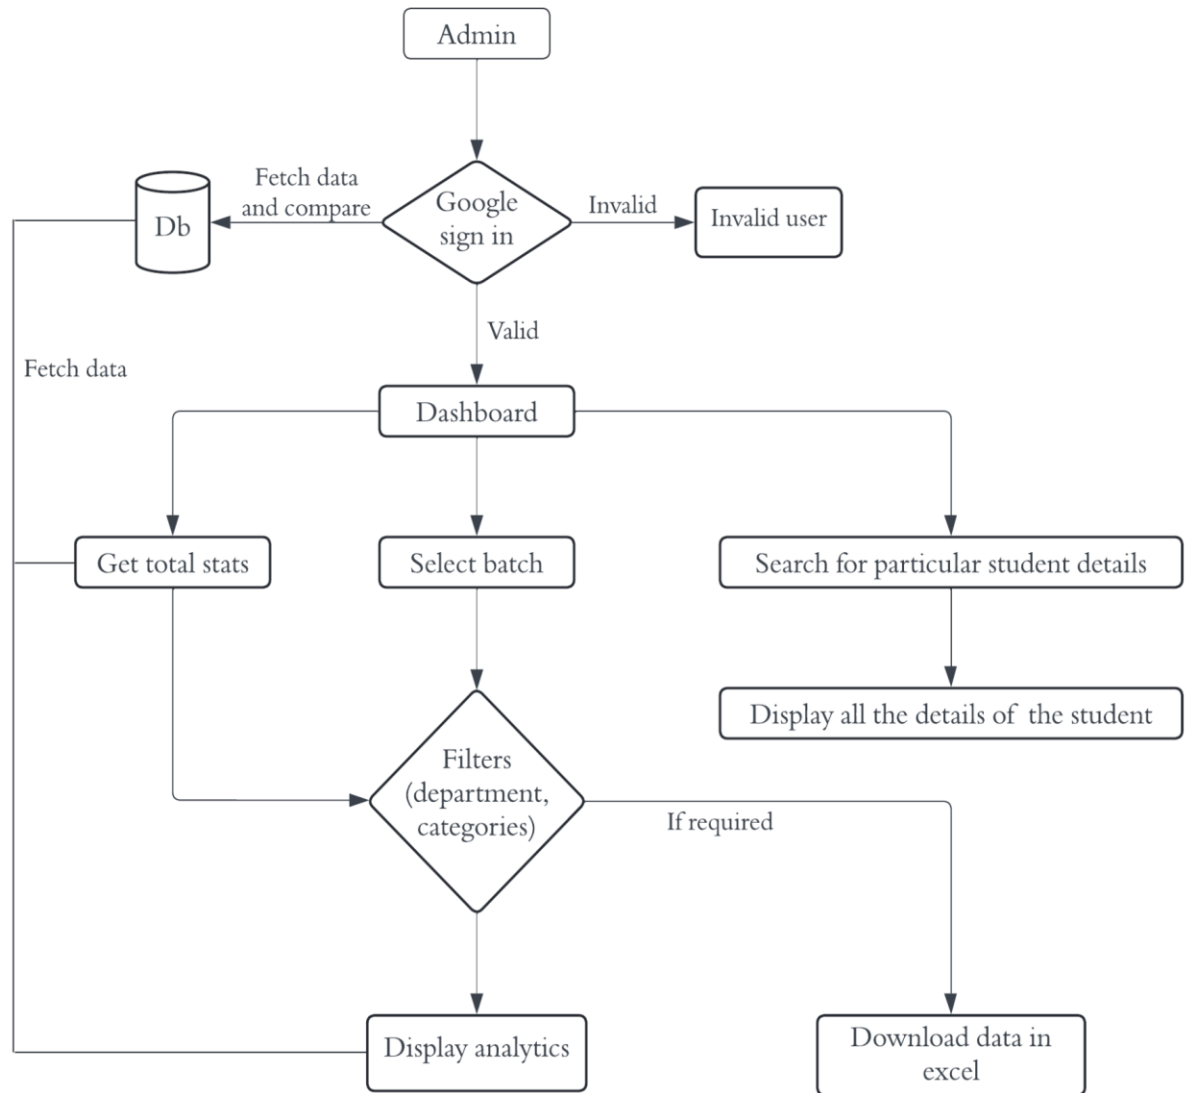 Admin
Fetch data
and compare
Google
sign in
Invalid
Invalid user
Db
Valid
Fetch data
Dashboard
Get total stats
Select batch
Search for particular student details
Display all the details of the student
Filters
(department,
categories)
If required
Display analytics
Download data in
excel